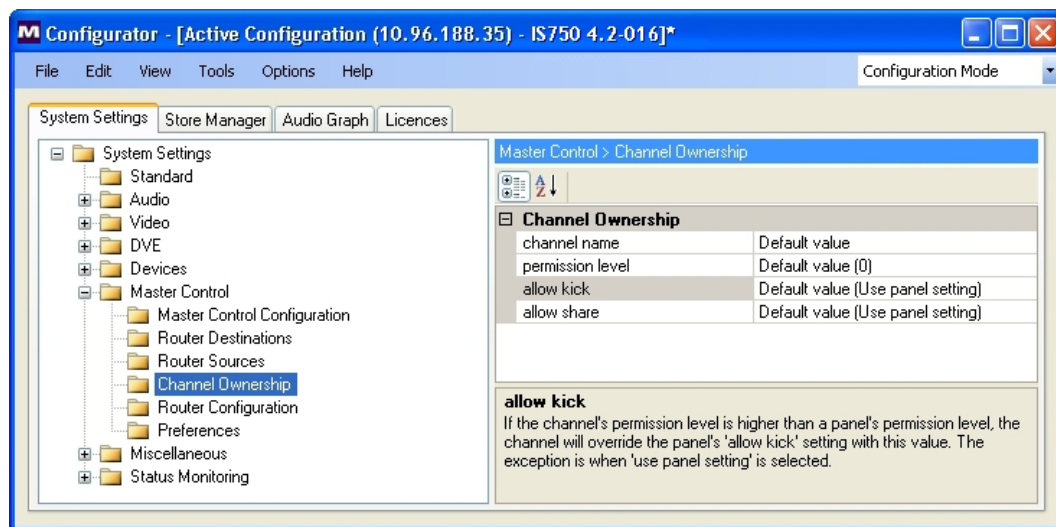 M Configurator - [Active Configuration (10.96.188.35) - IS750 4.2-016]*
File Edit View Tools Options Help Configuration Mode
System Settings Store Manager Audio Graph Licences
System Settings
Standard
Audio
Video
DVE
Devices
Master Control
Master Control Configuration
Router Destinations
Router Sources
Channel Ownership
Router Configuration
Preferences
Miscellaneous
Status Monitoring
Master Control > Channel Ownership
A Z
Channel Ownership
channel name Default value
permission level Default value (0)
allow kick Default value (Use panel setting)
allow share Default value (Use panel setting)
allow kick
If the channel's permission level is higher than a panel's permission level, the
channel will override the panel's 'allow kick' setting with this value. The
exception is when 'use panel setting' is selected.